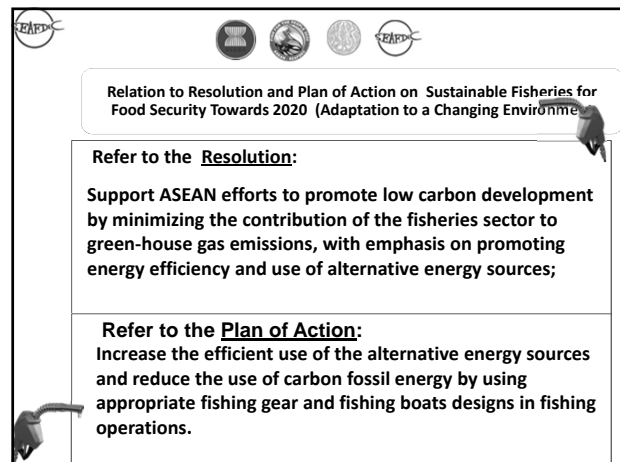 SEAFDEC
SEAFDEC
Relation to Resolution and Plan of Action on Sustainable Fisheries for
Food Security Towards 2020 (Adaptation to a Changing Environme
Refer to the Resolution:
Support ASEAN efforts to promote low carbon development
by minimizing the contribution of the fisheries sector to
green-house gas emissions, with emphasis on promoting
energy efficiency and use of alternative energy sources;
Refer to the Plan of Action:
Increase the efficient use of the alternative energy sources
and reduce the use of carbon fossil energy by using
appropriate fishing gear and fishing boats designs in fishing
operations.